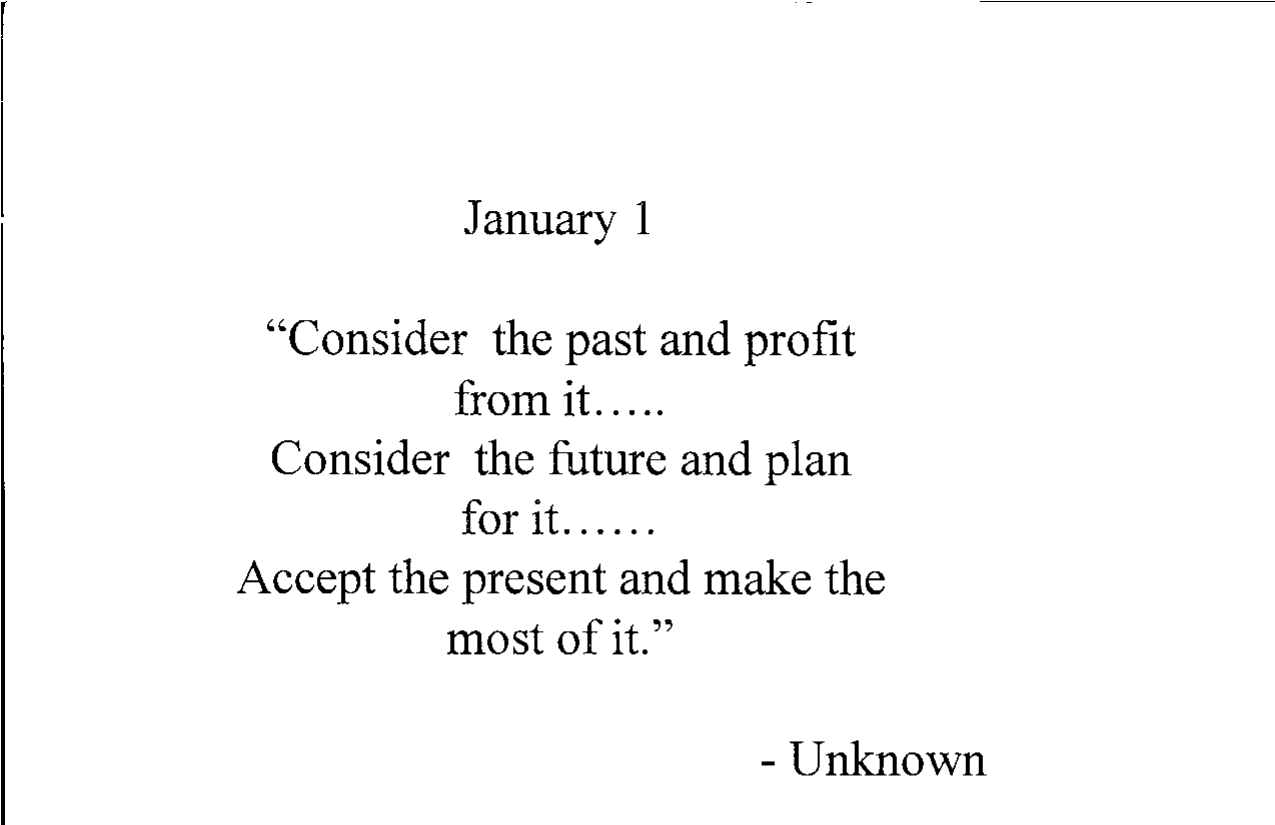 January 1
“Consider  the past and profit
from it.....
Consider  the future and plan
for it......
Accept the present and make the
most of it.”
- Unknown